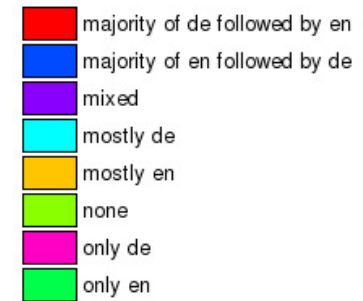 majority of de followed by en
majority of en followed by de
mixed
mostly de
mostly en
none
only de
only en